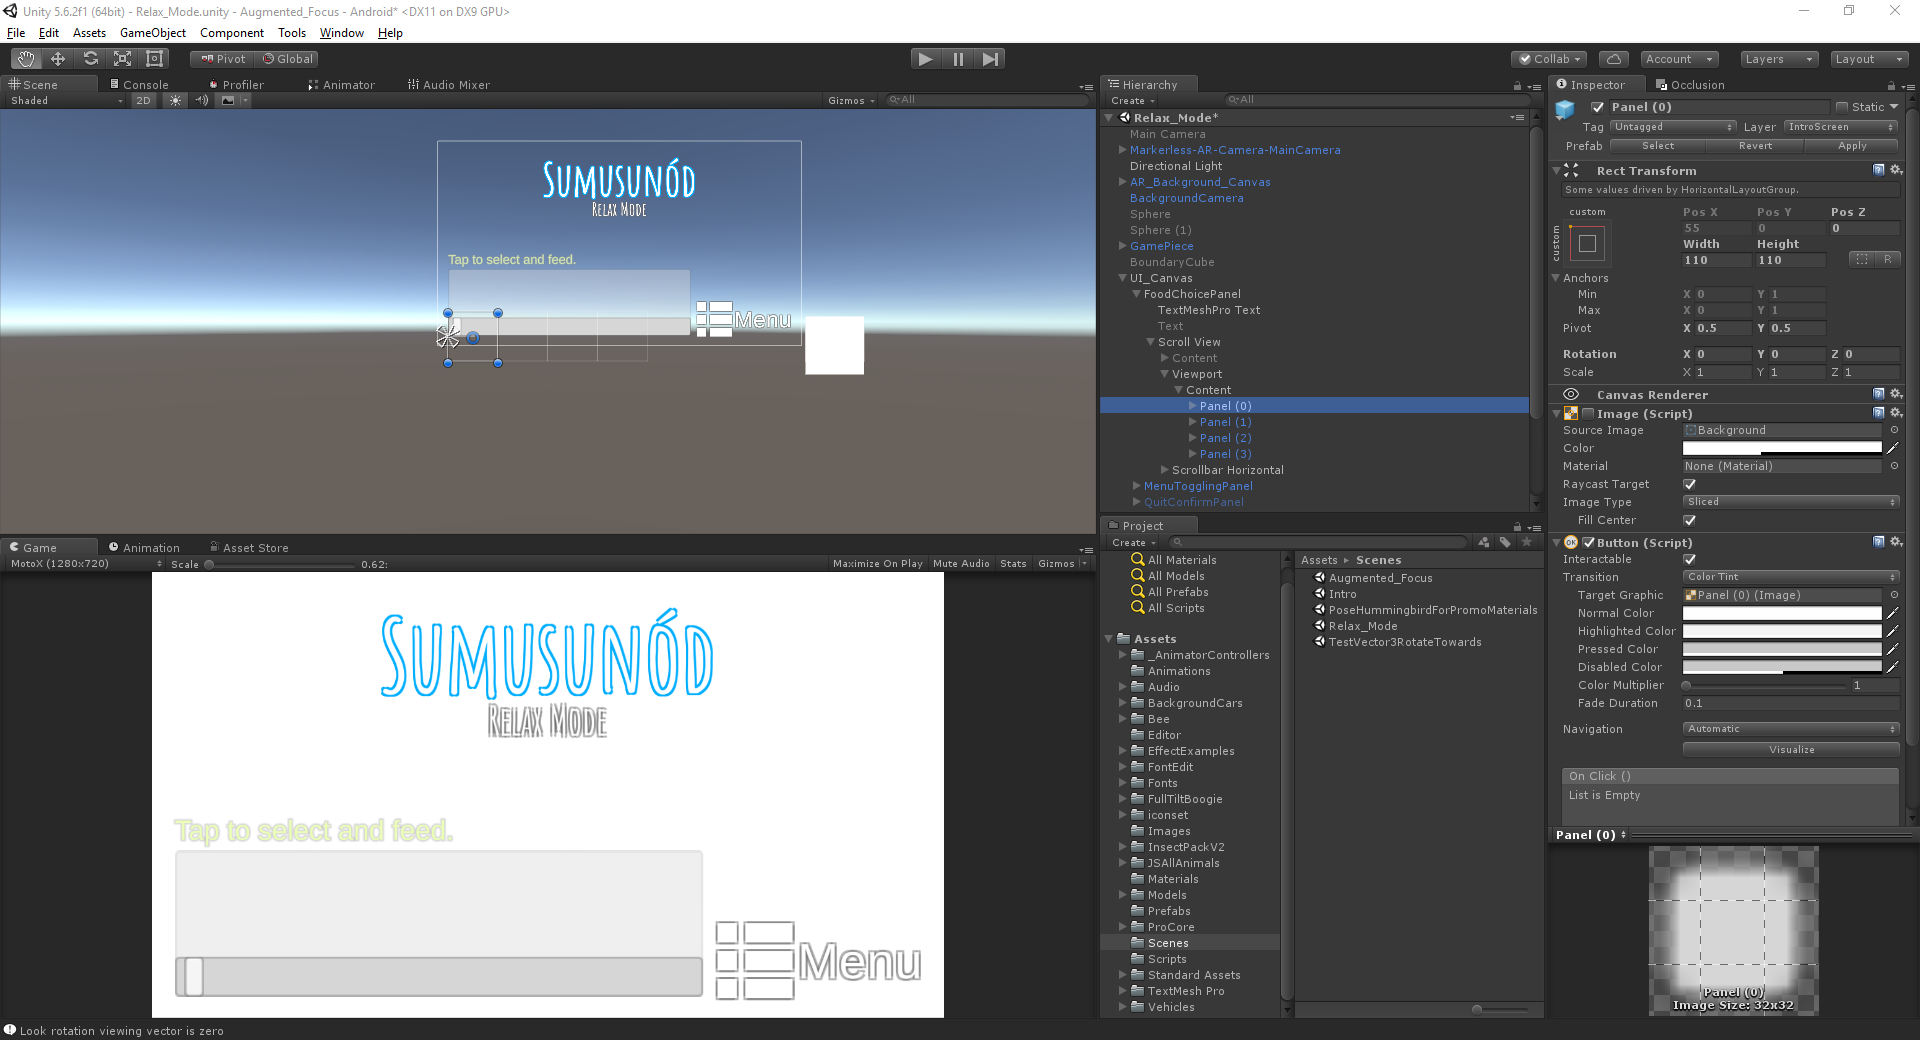 Unity 5.6.2f1 (64bit) - Relax_Mode.unity - Augmented_Focus - Android* <DX11 on DX9 GPU>
File Edit Assets GameObject Component Tools Window Help
Pivot Global Collab Account Layers Layout
Scene Console Profiler Animator Audio Mixer
Shaded 2D Gizmos All
SUMUSUNÓD
RELAX MODE
Tap to select and feed.
Menu
Game Animation Asset Store
MotoX (1280x720) Scale 0.62: Maximize On Play Mute Audio Stats Gizmos
SUMUSUNÓD
RELAX MODE
Tap to select and feed.
Menu
Look rotation viewing vector is zero
Hierarchy
Create All
Relax_Mode*
Main Camera
Markerless-AR-Camera-MainCamera
Directional Light
AR_Background_Canvas
BackgroundCamera
Sphere
Sphere (1)
GamePiece
BoundaryCube
UI_Canvas
FoodChoicePanel
TextMeshPro Text
Text
Scroll View
Content
Viewport
Content
Panel (0)
Panel (1)
Panel (2)
Panel (3)
Scrollbar Horizontal
MenuTogglingPanel
QuitConfirmPanel
Project
Create
All Materials
All Models
All Prefabs
All Scripts
Assets
_AnimatorControllers
Animations
Audio
BackgroundCars
Bee
Editor
EffectExamples
FontEdit
Fonts
FullTiltBoogie
iconset
Images
InsectPackV2
JSAllAnimals
Materials
Models
Prefabs
ProCore
Scenes
Scripts
Standard Assets
TextMesh Pro
Vehicles
Assets Scenes
Augmented_Focus
Intro
PoseHummingbirdForPromoMaterials
Relax_Mode
TestVector3RotateTowards
Inspector Occlusion
Panel (0) Static
Tag Untagged Layer IntroScreen
Prefab Select Revert Apply
Rect Transform
Some values driven by HorizontalLayoutGroup.
custom
custom
Pos X Pos Y Pos Z
55 0 0
Width Height
110 110 R
Anchors
Min X 0 Y 1
Max X 0 Y 1
Pivot X 0.5 Y 0.5
Rotation X 0 Y 0 Z 0
Scale X 1 Y 1 Z 1
Canvas Renderer
Image (Script)
Source Image Background
Color
Material None (Material)
Raycast Target
Image Type Sliced
Fill Center
OK Button (Script)
Interactable
Transition Color Tint
Target Graphic Panel (0) (Image)
Normal Color
Highlighted Color
Pressed Color
Disabled Color
Color Multiplier 1
Fade Duration 0.1
Navigation Automatic
Visualize
On Click ()
List is Empty
Panel (0)
Panel (0)
Image Size: 32x32